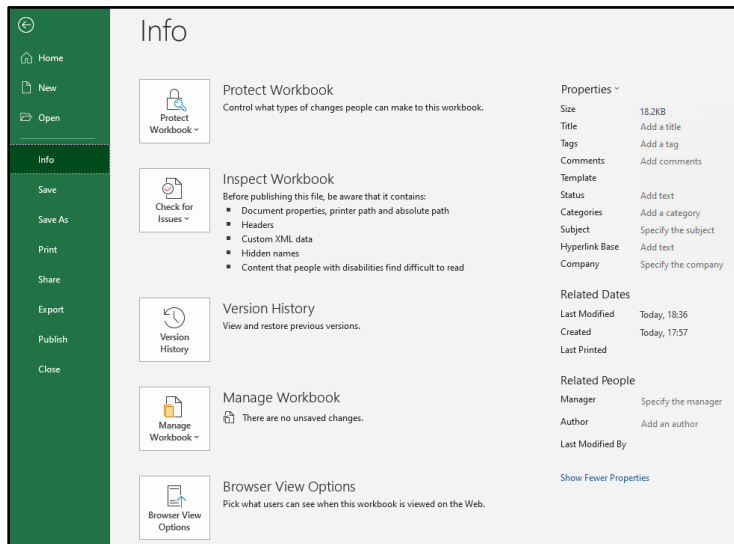 Info
Home
New
Open
Info
Save
Save As
Print
Share
Export
Publish
Close
Protect
Workbook
Protect Workbook
Control what types of changes people can make to this workbook.
Check for
Issues
Inspect Workbook
Before publishing this file, be aware that it contains:
Document properties, printer path and absolute path
Headers
Custom XML data
Hidden names
Content that people with disabilities find difficult to read
Version
History
Version History
View and restore previous versions.
Manage
Workbook
Manage Workbook
There are no unsaved changes.
Browser View
Options
Browser View Options
Pick what users can see when this workbook is viewed on the Web.
Properties
Size 18.2KB
Title Add a title
Tags Add a tag
Comments Add comments
Template
Status Add text
Categories Add a category
Subject Specify the subject
Hyperlink Base Add text
Company Specify the company
Related Dates
Last Modified Today, 18:36
Created Today, 17:57
Last Printed
Related People
Manager Specify the manager
Author Add an author
Last Modified By
Show Fewer Properties